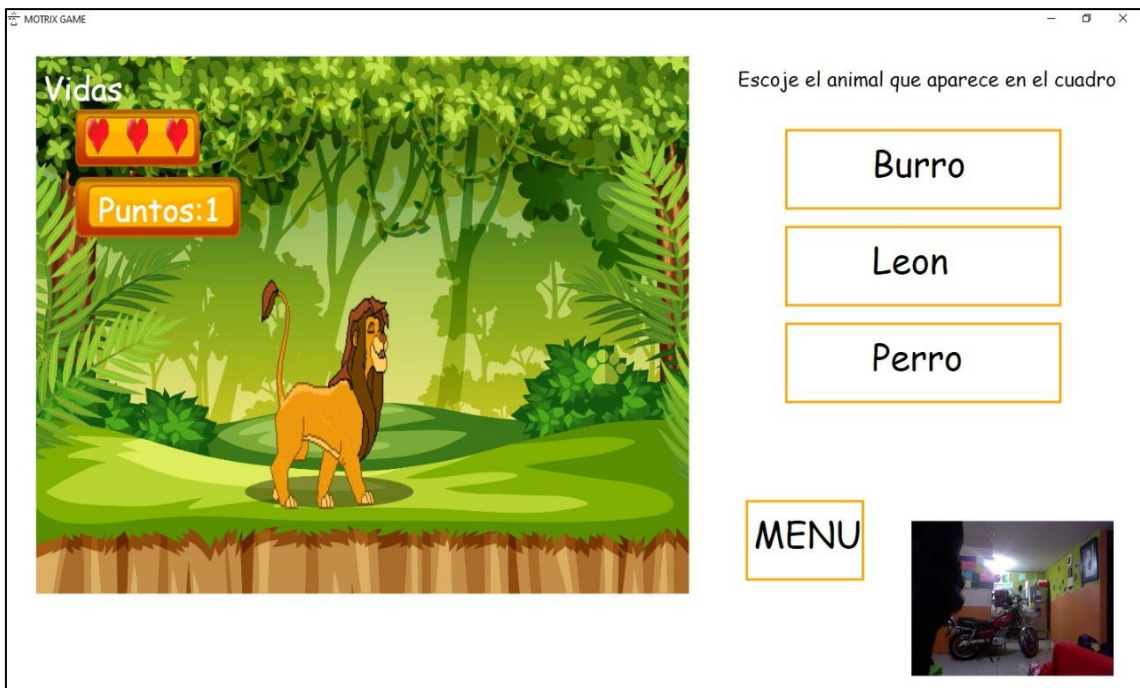 MOTRIX GAME
Vidas
Puntos:1
Escoje el animal que aparece en el cuadro
Burro
Leon
Perro
MENU